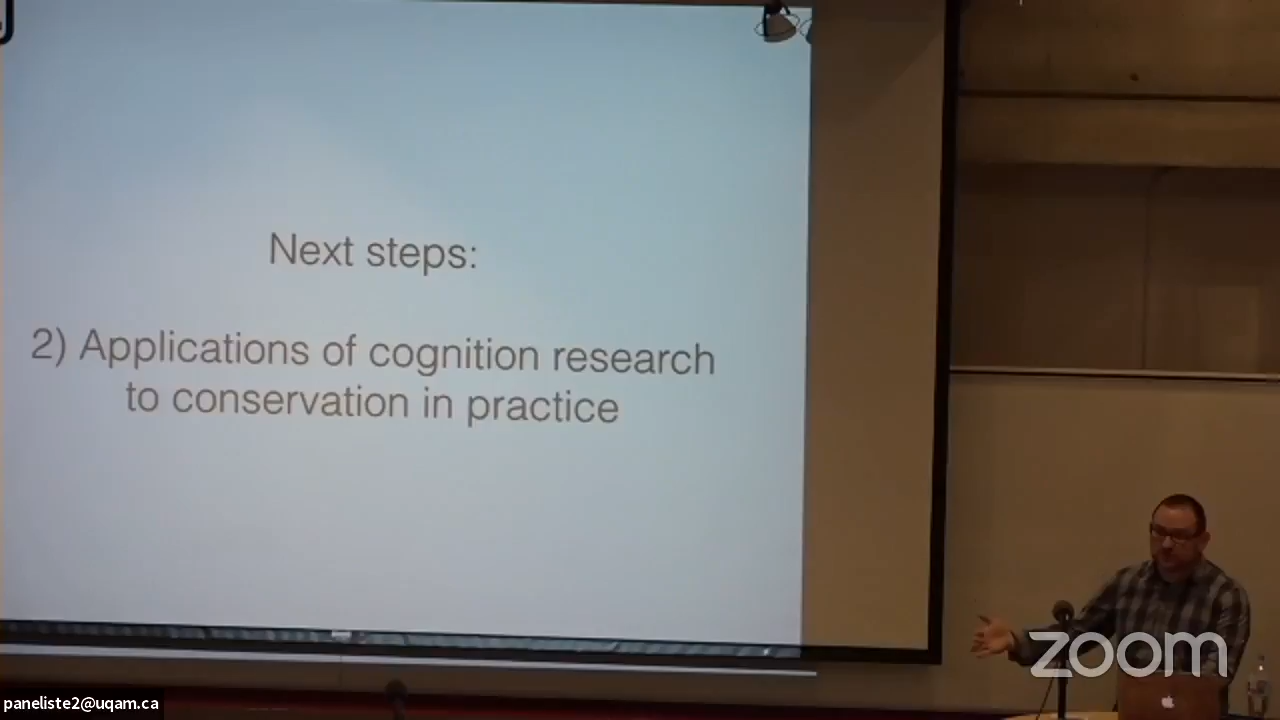 Next steps:
2) Applications of cognition research
to conservation in practice
zoom
paneliste2@uqam.ca